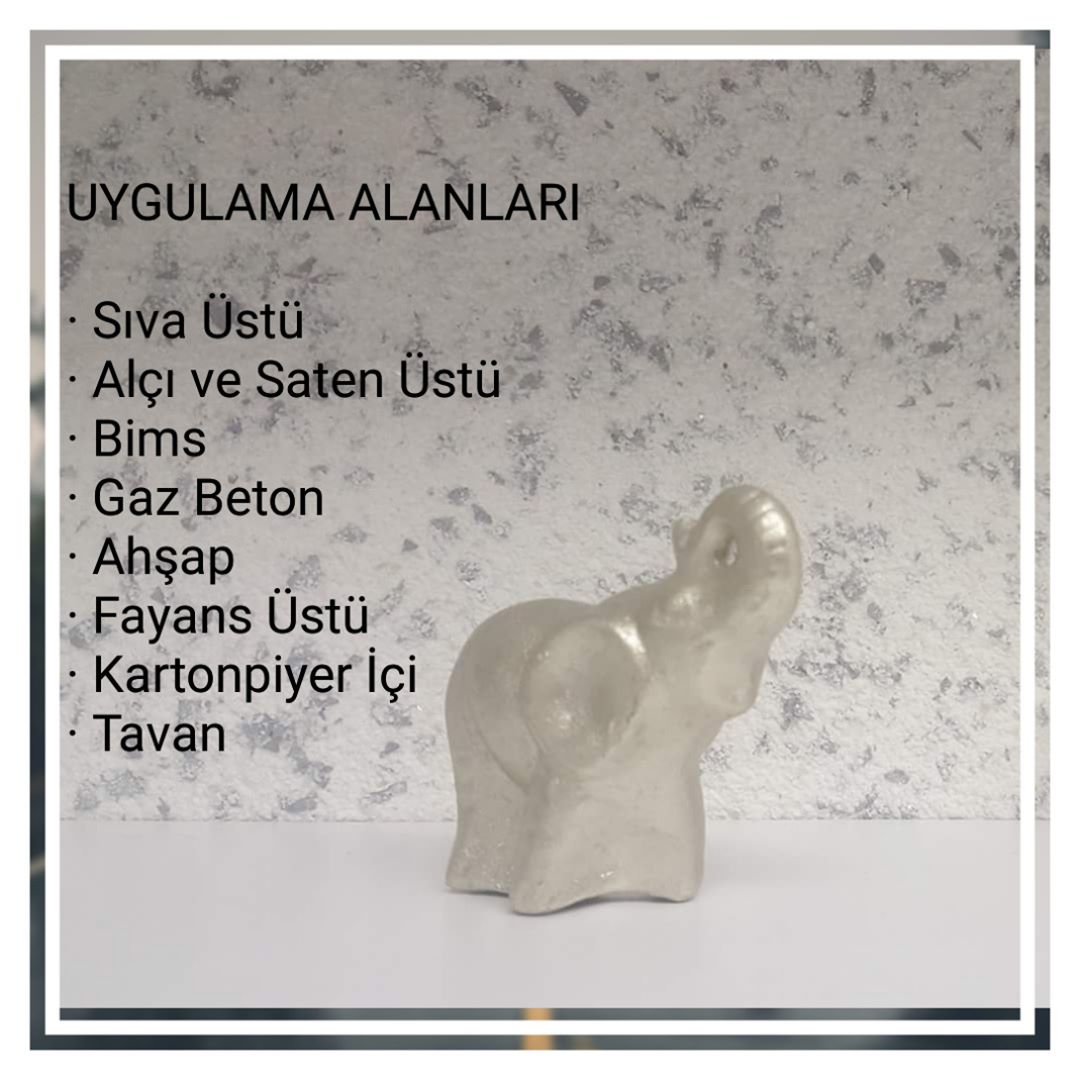 UYGULAMA ALANLARI
· Sıva Üstü
· Alçı ve Saten Üstü
· Bims
· Gaz Beton
· Ahşap
· Fayans Üstü
· Kartonpiyer İçi
· Tavan